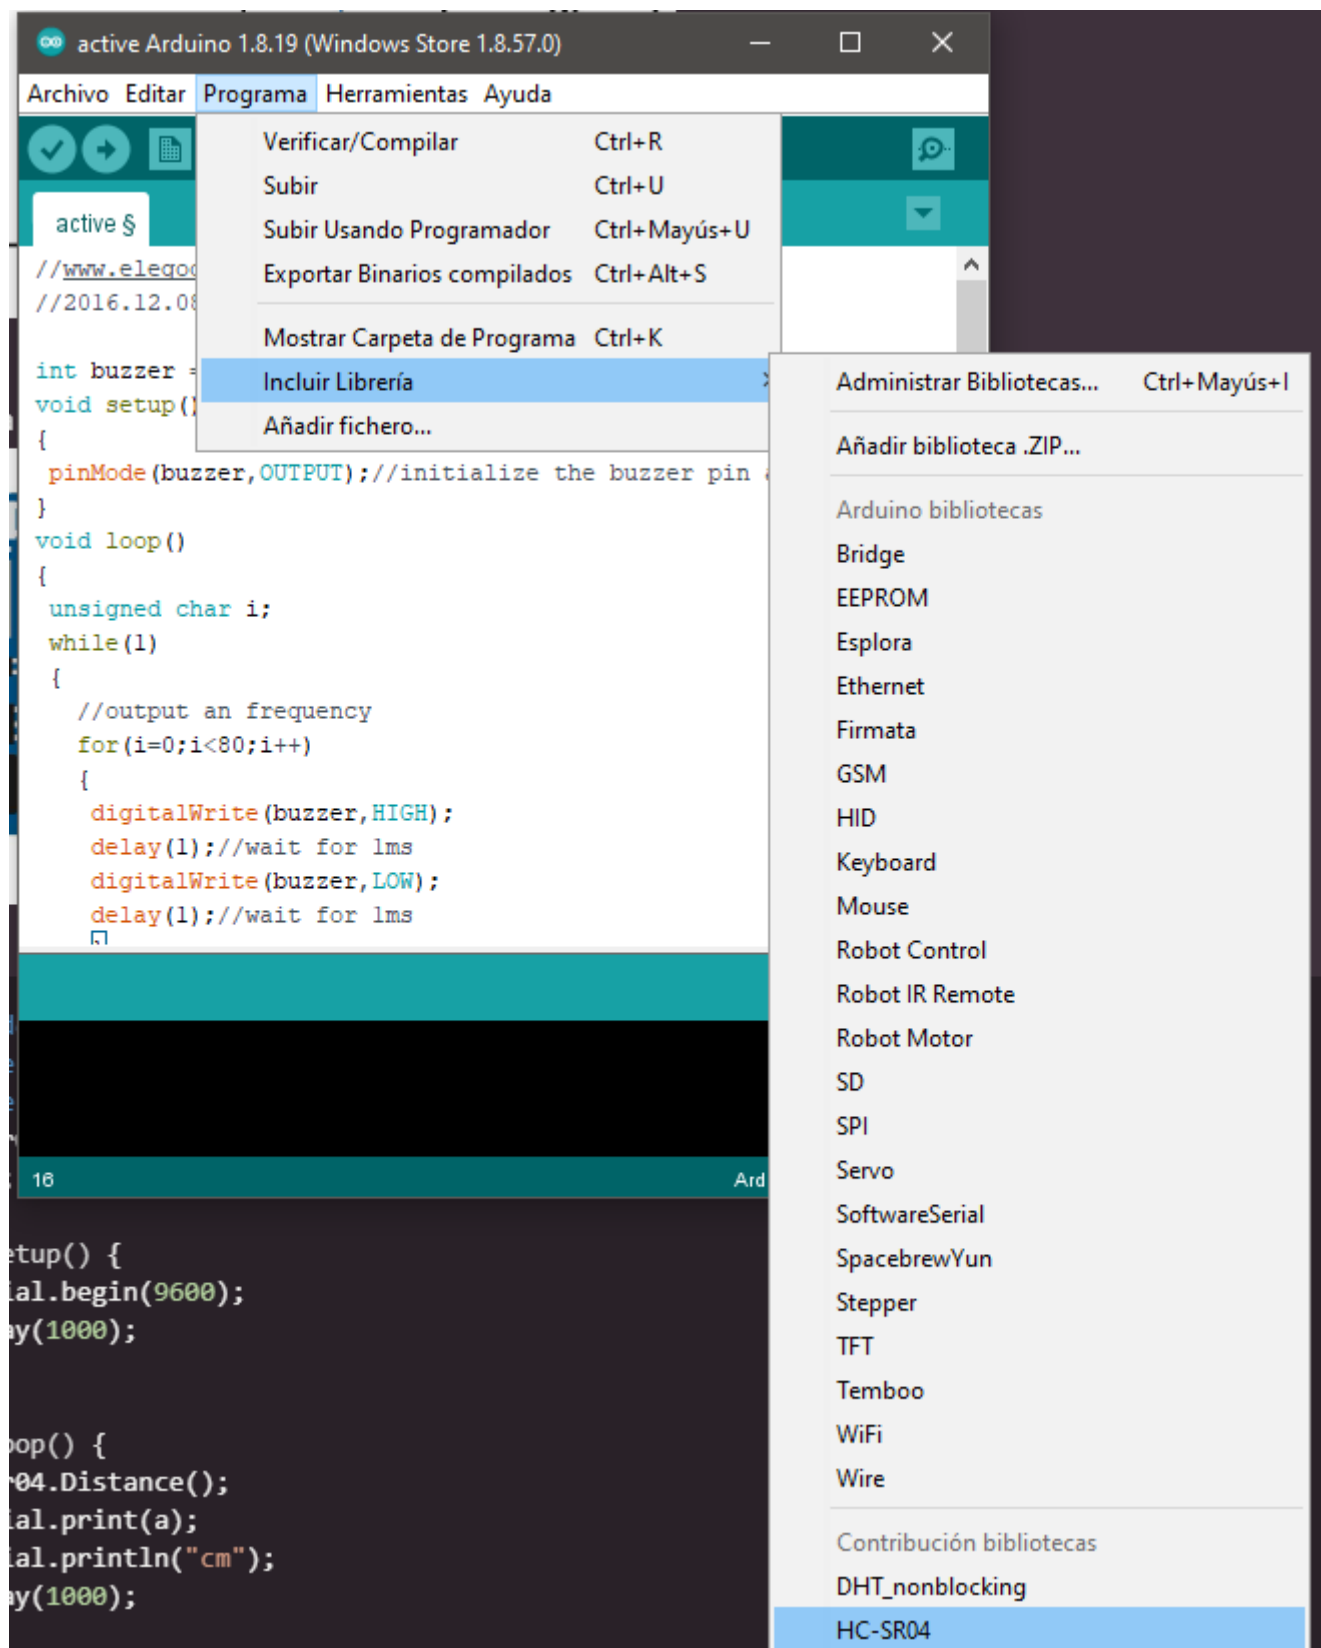 active Arduino 1.8.19 (Windows Store 1.8.57.0)
Archivo Editar Programa Herramientas Ayuda
Verificar/Compilar Ctrl+R
Subir Ctrl+U
Subir Usando Programador Ctrl+Mayús+U
Exportar Binarios compilados Ctrl+Alt+S
Mostrar Carpeta de Programa Ctrl+K
Incluir Librería
Añadir fichero...
active §
//www.elegoo
//2016.12.08
int buzzer =
void setup()
{
pinMode(buzzer,OUTPUT);//initialize the buzzer pin
}
void loop()
{
unsigned char i;
while(1)
{
//output an frequency
for(i=0;i<80;i++)
{
digitalWrite(buzzer,HIGH);
delay(1);//wait for 1ms
digitalWrite(buzzer,LOW);
delay(1);//wait for 1ms
}
16 Ard
Administrar Bibliotecas... Ctrl+Mayús+I
Añadir biblioteca .ZIP...
Arduino bibliotecas
Bridge
EEPROM
Esplora
Ethernet
Firmata
GSM
HID
Keyboard
Mouse
Robot Control
Robot IR Remote
Robot Motor
SD
SPI
Servo
SoftwareSerial
SpacebrewYun
Stepper
TFT
Temboo
WiFi
Wire
Contribución bibliotecas
DHT_nonblocking
HC-SR04
etup() {
ial.begin(9600);
ay(1000);
oop() {
r04.Distance();
ial.print(a);
ial.println("cm");
ay(1000);